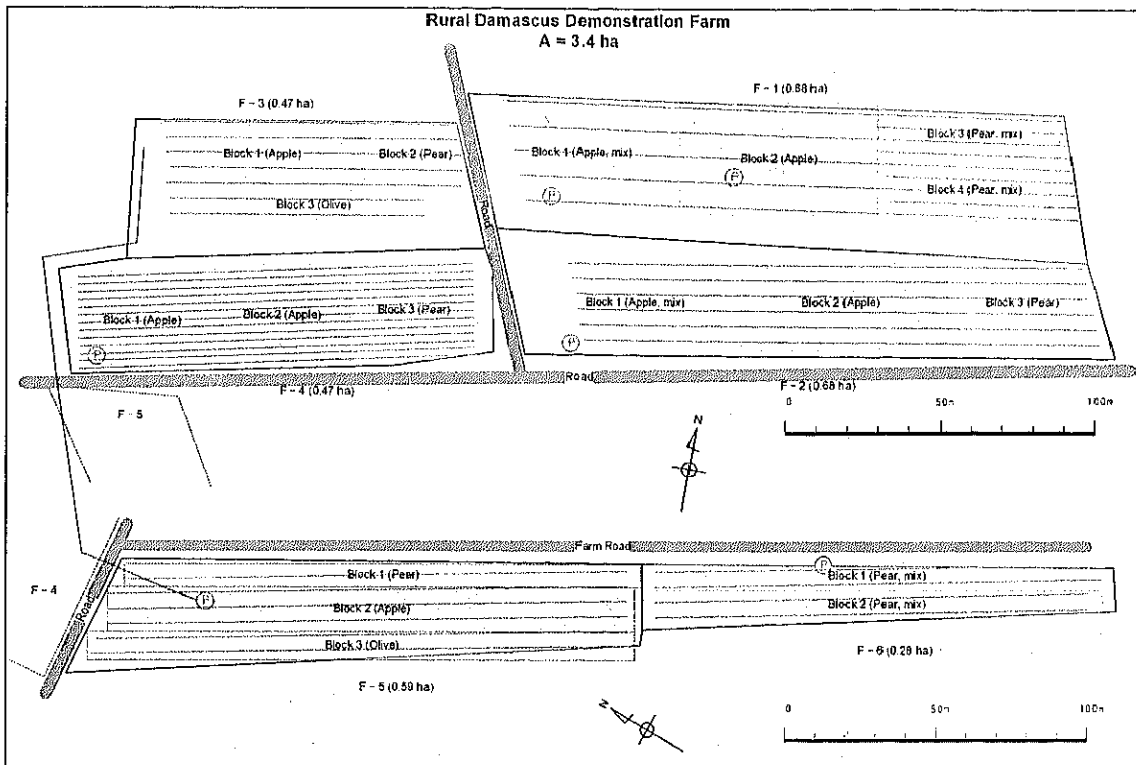 Rural Damascus Demonstration Farm
A = 3.4 ha
F - 3 (0.47 ha)
F - 1 (0.88 ha)
Block 1 (Apple)
Block 2 (Pear)
Block 3 (Olive)
Road
Block 1 (Apple, mix)
Block 2 (Apple)
Block 3 (Pear, mix)
Block 4 (Pear, mix)
P
P
Block 1 (Apple)
Block 2 (Apple)
Block 3 (Pear)
P
Block 1 (Apple, mix)
Block 2 (Apple)
Block 3 (Pear)
P
Road
F - 4 (0.47 ha)
F - 2 (0.68 ha)
F - 5
0 50m 100m
N
Farm Road
F - 4
Road
Block 1 (Pear)
P
Block 2 (Apple)
Block 3 (Olive)
P
Block 1 (Pear, mix)
Block 2 (Pear, mix)
F - 5 (0.59 ha)
F - 6 (0.28 ha)
N
0 50m 100m